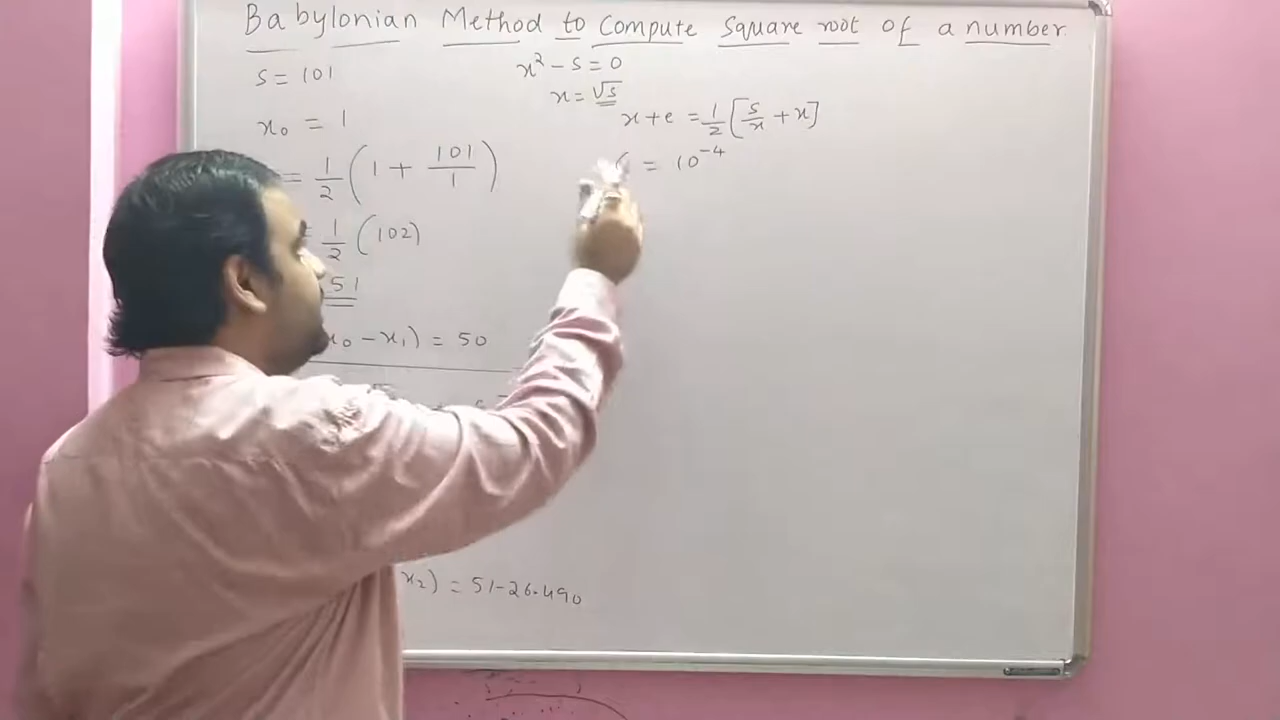 Babylonian Method to Compute Square root of a number
S = 101
x₀ = 1
= 1/2 (1 + 101/1)
= 1/2 (102)
51
x₀ - x₁) = 50
x₂) = 51-26.490
x² - S = 0
x = √S
x + e = 1/2 [S/x + x]
= 10⁻⁴